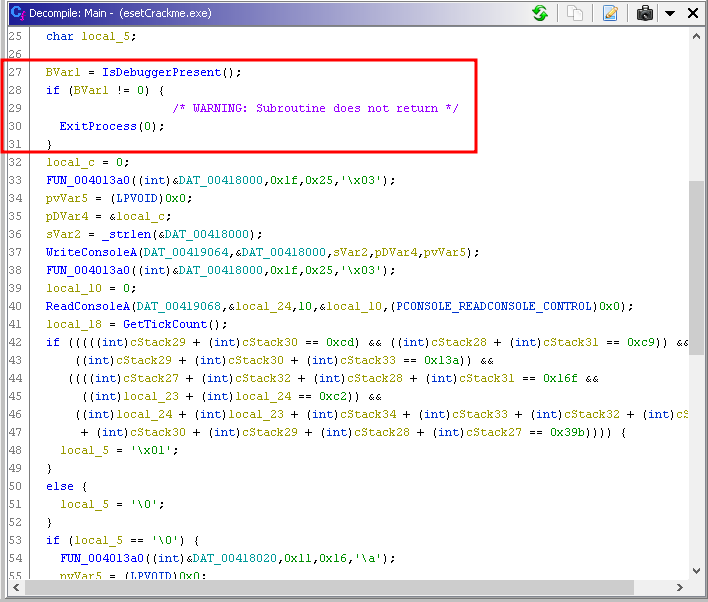 Decompile: Main - (esetCrackme.exe)
25 char local_5;
26
27 BVar1 = IsDebuggerPresent();
28 if (BVar1 != 0) {
29 /* WARNING: Subroutine does not return */
30 ExitProcess(0);
31 }
32 local_c = 0;
33 FUN_004013a0((int)&DAT_00418000,0x1f,0x25,'\x03');
34 pvVar5 = (LPVOID)0x0;
35 pDVar4 = &local_c;
36 sVar2 = _strlen(&DAT_00418000);
37 WriteConsoleA(DAT_00419064,&DAT_00418000,sVar2,pDVar4,pvVar5);
38 FUN_004013a0((int)&DAT_00418000,0x1f,0x25,'\x03');
39 local_10 = 0;
40 ReadConsoleA(DAT_00419068,&local_24,10,&local_10,(PCONSOLE_READCONSOLE_CONTROL)0x0);
41 local_18 = GetTickCount();
42 if (((((int)cStack29 + (int)cStack30 == 0xcd) && ((int)cStack28 + (int)cStack31 == 0xc9)) &&
43 ((int)cStack29 + (int)cStack30 + (int)cStack33 == 0x13a)) &&
44 ((((int)cStack27 + (int)cStack32 + (int)cStack28 + (int)cStack31 == 0x16f &&
45 ((int)local_23 + (int)local_24 == 0xc2)) &&
46 ((int)local_24 + (int)local_23 + (int)cStack34 + (int)cStack33 + (int)cStack32 + (int)cS
47 + (int)cStack30 + (int)cStack29 + (int)cStack28 + (int)cStack27 == 0x39b)))) {
48 local_5 = '\x01';
49 }
50 else {
51 local_5 = '\0';
52 }
53 if (local_5 == '\0') {
54 FUN_004013a0((int)&DAT_00418020,0x11,0x16,'\a');
55 pvVar5 = (LPVOID)0x0;